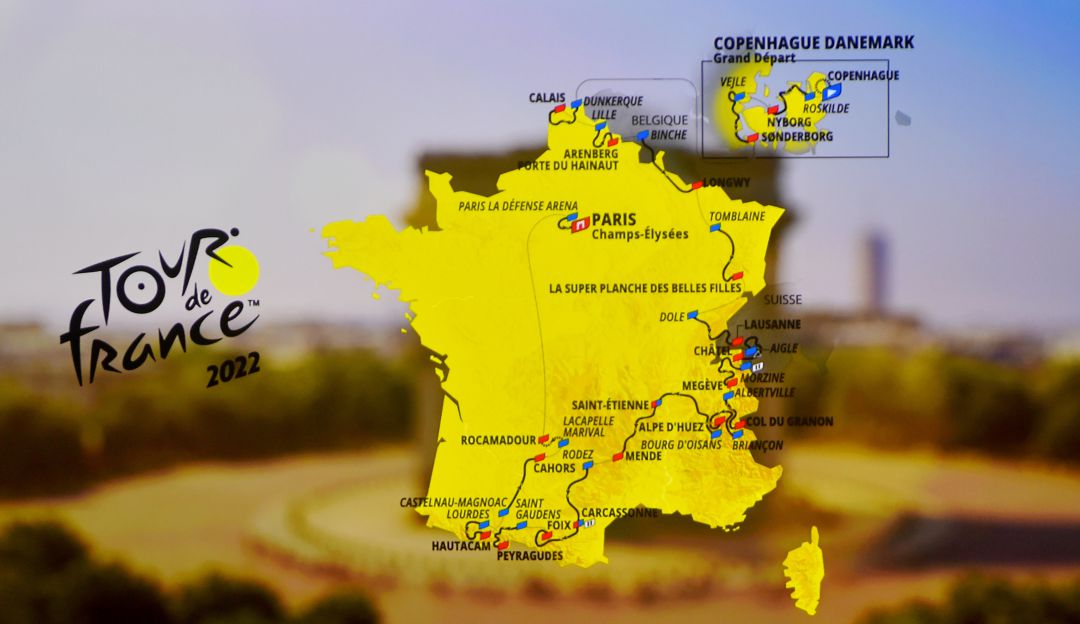 COPENHAGUE DANEMARK
Grand Départ
VEJLE
COPENHAGUE
ROSKILDE
NYBORG
SØNDERBORG
CALAIS
DUNKERQUE
LILLE
BELGIQUE
BINCHE
ARENBERG
PORTE DU HAINAUT
LONGWY
PARIS LA DÉFENSE ARENA
PARIS
Champs-Élysées
TOMBLAINE
LA SUPER PLANCHE DES BELLES FILLES
TOUR
de
france™
2022
SUISSE
DOLE
LAUSANNE
CHÂTEL
AIGLE
MORZINE
MEGÈVE
ALBERTVILLE
SAINT-ÉTIENNE
ALPE D'HUEZ
COL DU GRANON
BOURG D'OISANS
BRIANÇON
LACAPELLE
MARIVAL
ROCAMADOUR
RODEZ
CAHORS
MENDE
CASTELNAU-MAGNOAC
LOURDES
SAINT
GAUDENS
CARCASSONNE
FOIX
HAUTACAM
PEYRAGUDES